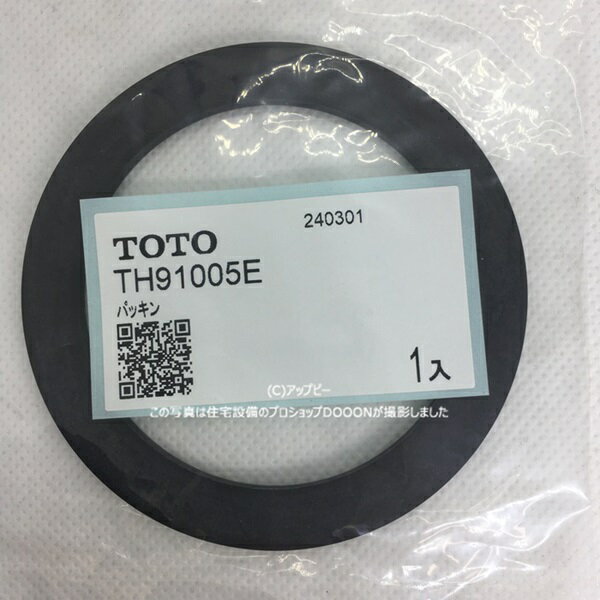 240301
TOTO
TH91005E
パッキン
1入
(C)アップビー
この写真は住宅設備のプロショップDOOONが撮影しました